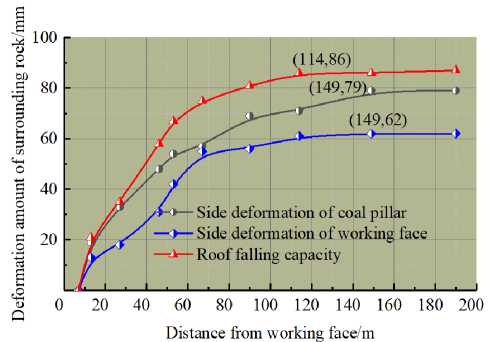 Deformation amount of surrounding rock/mm
100
80
60
40
20
(114,86)
(149,79)
(149,62)
Side deformation of coal pillar
Side deformation of working face
Roof falling capacity
0 20 40 60 80 100 120 140 160 180 200
Distance from working face/m